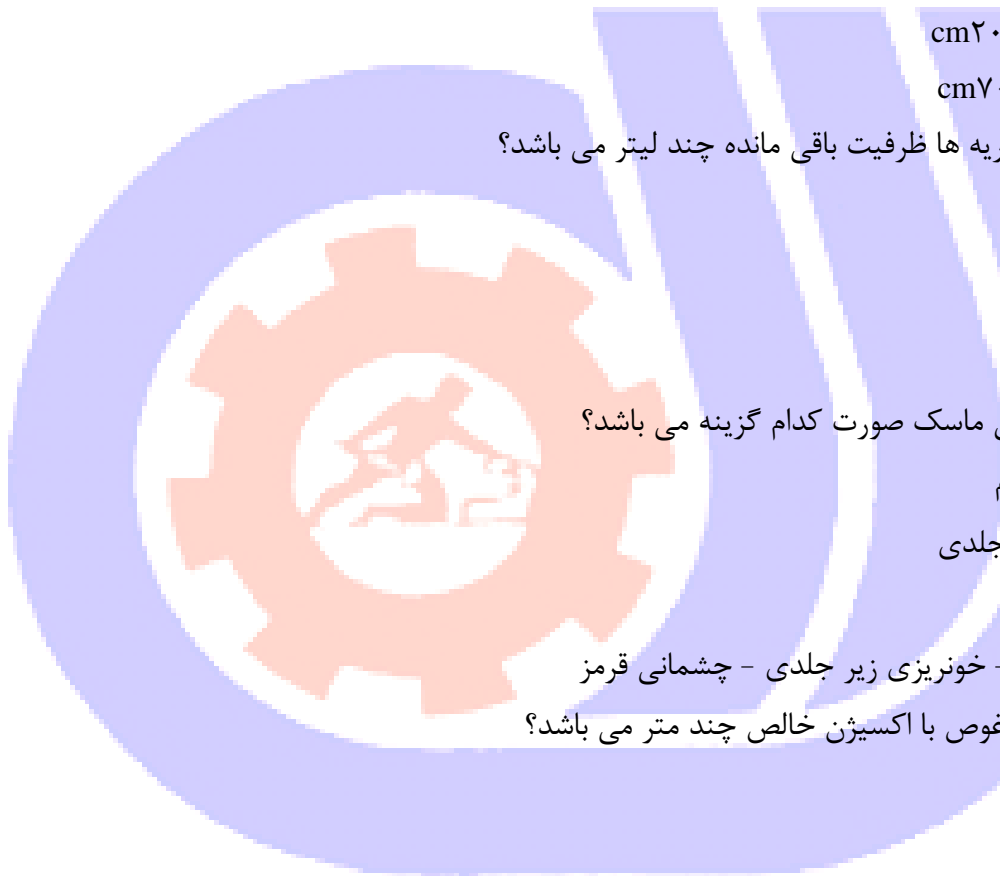 cm۲۰
cm۷۰
ریه ها ظرفیت باقی مانده چند لیتر می باشد؟
ماسک صورت کدام گزینه می باشد؟
جلدی
- خونریزی زیر جلدی - چشمانی قرمز
غوص با اکسیژن خالص چند متر می باشد؟